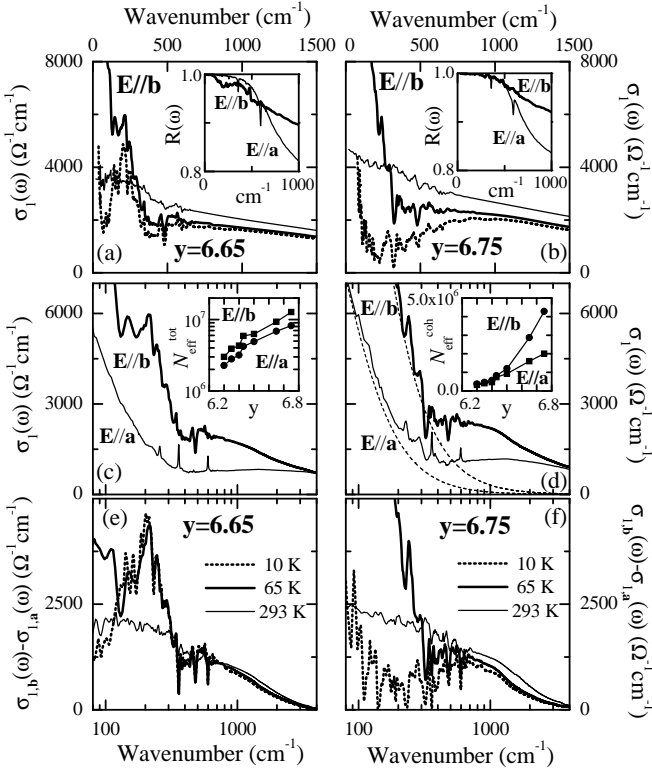 Wavenumber (cm⁻¹) Wavenumber (cm⁻¹)
0 500 1000 1500 0 500 1000 1500
8000 8000
E//b E//b
1.0 1.0
R(ω) R(ω)
0.9 0.9
E//b E//b
E//a E//a
0.8 0.8
0 cm⁻¹ 1000 0 cm⁻¹ 1000
σ₁(ω) (Ω⁻¹cm⁻¹) σ₁(ω) (Ω⁻¹cm⁻¹)
4000 4000
(a) y=6.65 (b) y=6.75
0 0
6000 6000
E//b E//b
N_eff^tot N_eff^coh
10⁷ 5.0x10⁶
E//b E//b
E//a E//a
10⁶ 0.0
6.2 y 6.8 6.2 y 6.8
σ₁(ω) (Ω⁻¹cm⁻¹) σ₁(ω) (Ω⁻¹cm⁻¹)
3000 3000
E//a E//a
(c) (d)
0 0
(e) y=6.65 y=6.75 (f)
10 K 10 K
65 K 65 K
293 K 293 K
σ₁,b(ω)-σ₁,a(ω) (Ω⁻¹cm⁻¹) σ₁,b(ω)-σ₁,a (ω) (Ω⁻¹cm⁻¹)
2500 2500
0 0
100 1000 100 1000
Wavenumber (cm⁻¹) Wavenumber (cm⁻¹)